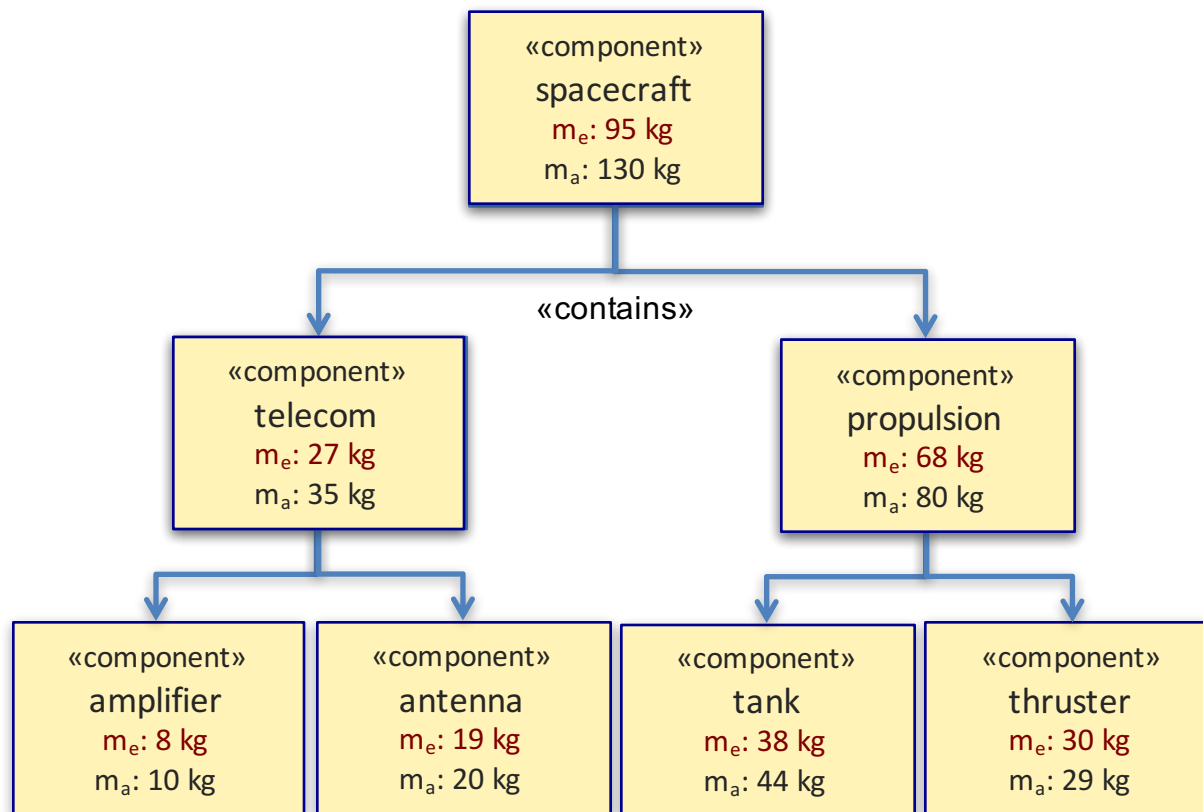 «component»
spacecraft
mₑ: 95 kg
mₐ: 130 kg
«contains»
«component»
telecom
mₑ: 27 kg
mₐ: 35 kg
«component»
propulsion
mₑ: 68 kg
mₐ: 80 kg
«component»
amplifier
mₑ: 8 kg
mₐ: 10 kg
«component»
antenna
mₑ: 19 kg
mₐ: 20 kg
«component»
tank
mₑ: 38 kg
mₐ: 44 kg
«component»
thruster
mₑ: 30 kg
mₐ: 29 kg